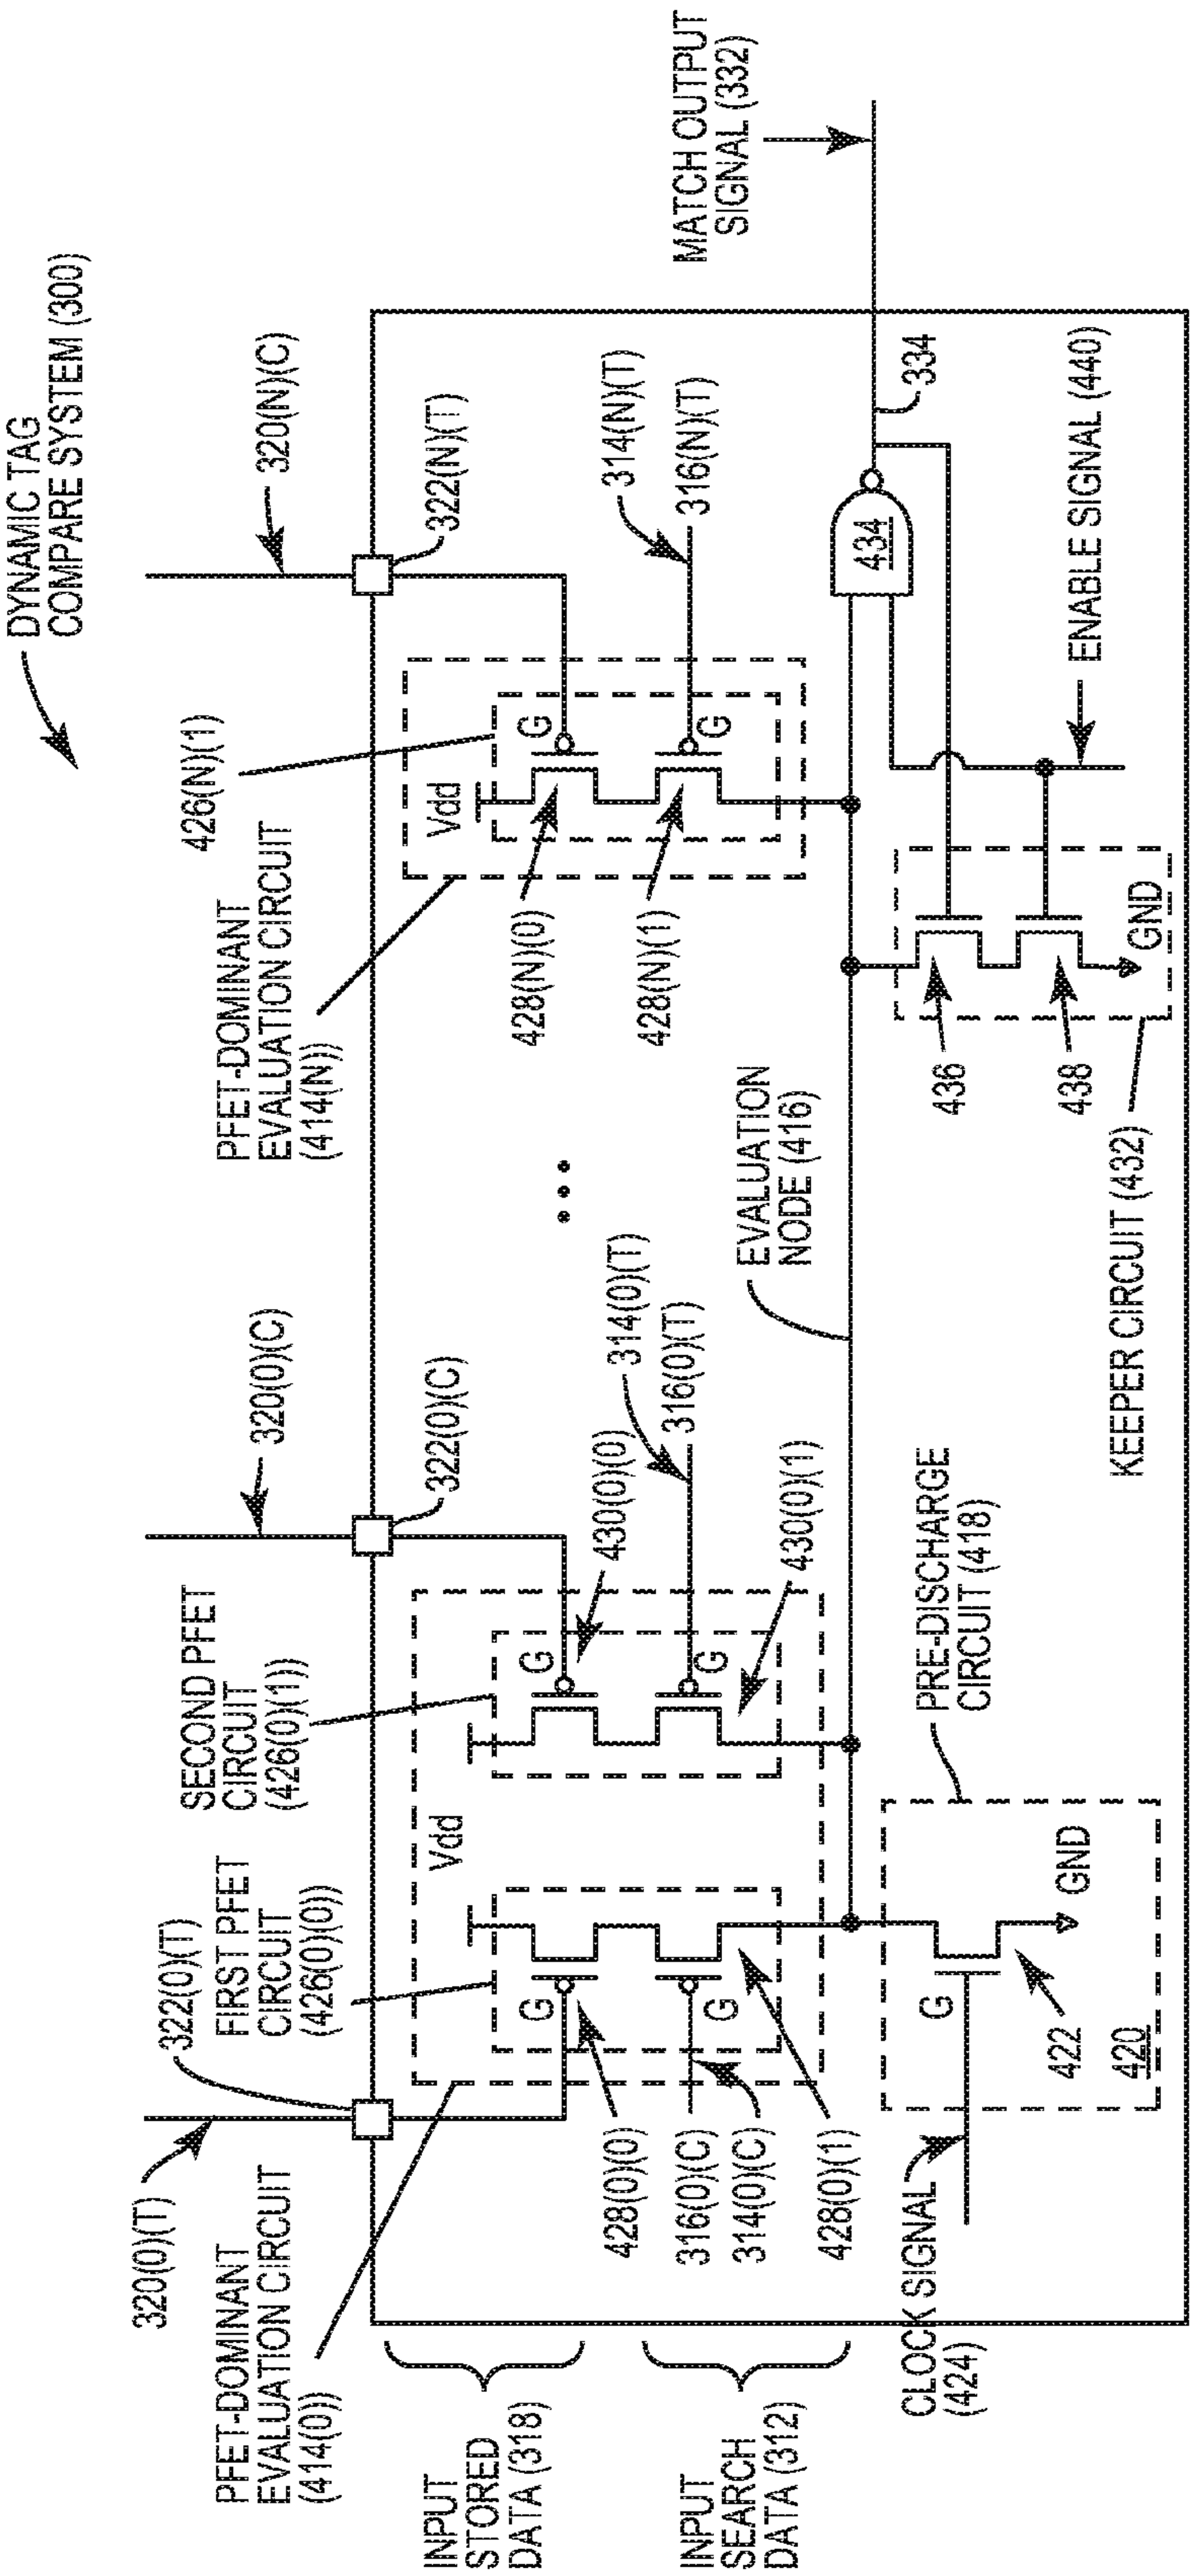 DYNAMIC TAG
COMPARE SYSTEM (300)
320(0)(T)
322(0)(T)
320(0)(C)
322(0)(C)
320(N)(C)
322(N)(T)
PFET-DOMINANT
EVALUATION CIRCUIT
(414(0))
FIRST PFET
CIRCUIT
(426(0)(0))
SECOND PFET
CIRCUIT
(426(0)(1))
PFET-DOMINANT
EVALUATION CIRCUIT
(414(N))
426(N)(1)
MATCH OUTPUT
SIGNAL (332)
INPUT
STORED
DATA (318)
INPUT
SEARCH
DATA (312)
Vdd
Vdd
G
G
G
G
G
G
428(0)(0)
316(0)(C)
314(0)(C)
428(0)(1)
430(0)(0)
314(0)(T)
316(0)(T)
430(0)(1)
428(N)(0)
428(N)(1)
314(N)(T)
316(N)(T)
EVALUATION
NODE (416)
434
334
CLOCK SIGNAL
(424)
G
422
420
GND
PRE-DISCHARGE
CIRCUIT (418)
436
438
GND
KEEPER CIRCUIT (432)
ENABLE SIGNAL (440)